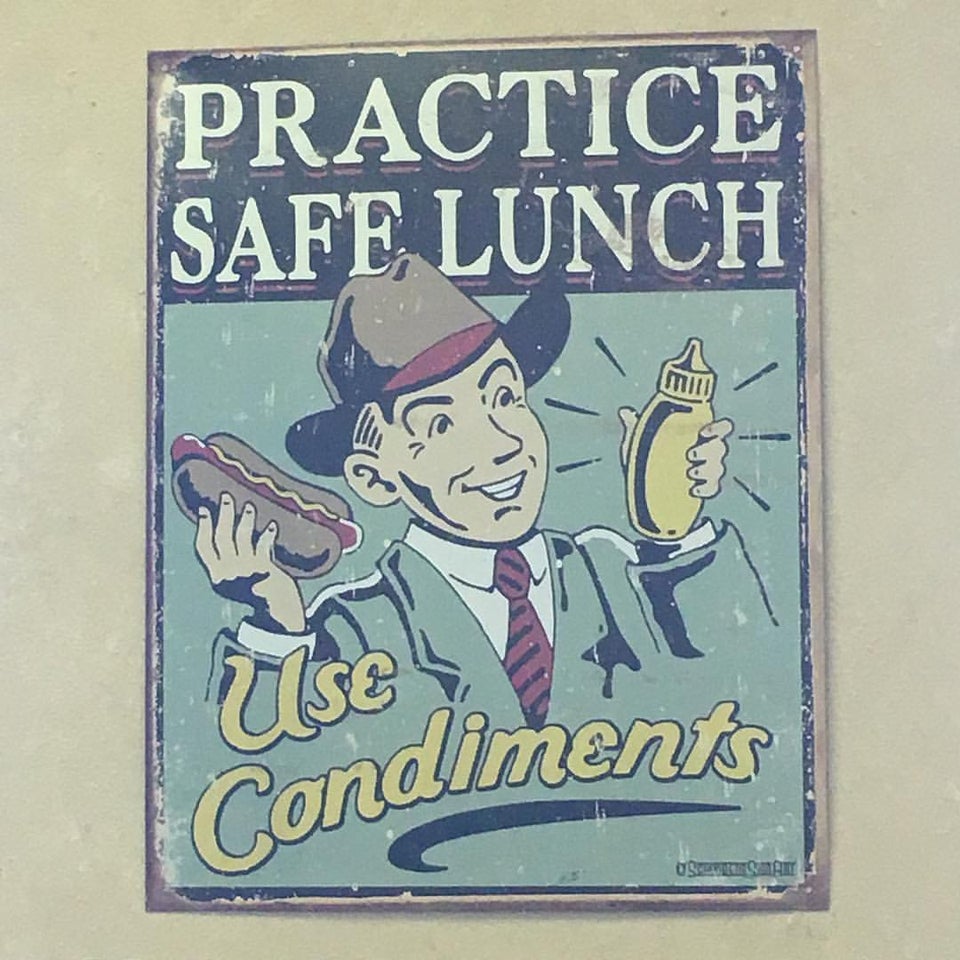 PRACTICE
SAFE LUNCH
Use
Condiments